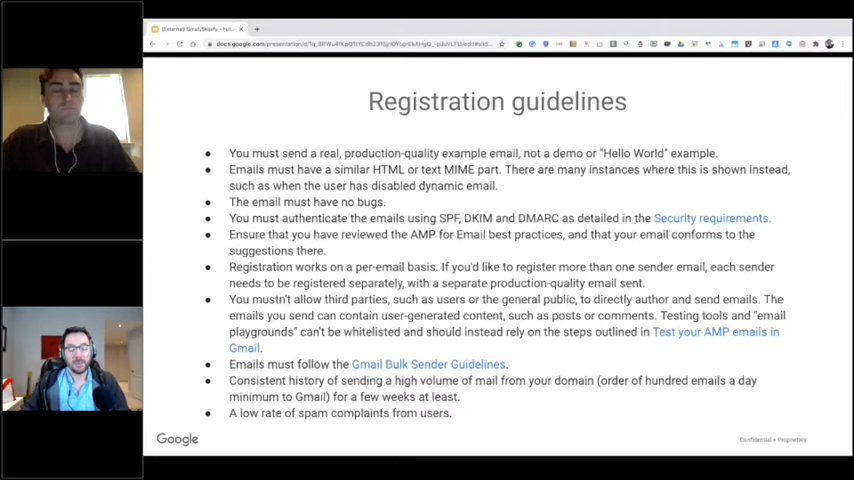 Registration guidelines
● You must send a real, production-quality example email, not a demo or "Hello World" example.
● Emails must have a similar HTML or text MIME part. There are many instances where this is shown instead,
such as when the user has disabled dynamic email.
● The email must have no bugs.
● You must authenticate the emails using SPF, DKIM and DMARC as detailed in the Security requirements.
● Ensure that you have reviewed the AMP for Email best practices, and that your email conforms to the
suggestions there.
● Registration works on a per-email basis. If you'd like to register more than one sender email, each sender
needs to be registered separately, with a separate production-quality email sent.
● You mustn't allow third parties, such as users or the general public, to directly author and send emails. The
emails you send can contain user-generated content, such as posts or comments. Testing tools and "email
playgrounds" can't be whitelisted and should instead rely on the steps outlined in Test your AMP emails in
Gmail.
● Emails must follow the Gmail Bulk Sender Guidelines.
● Consistent history of sending a high volume of mail from your domain (order of hundred emails a day
minimum to Gmail) for a few weeks at least.
● A low rate of spam complaints from users.
Google
Confidential + Proprietary